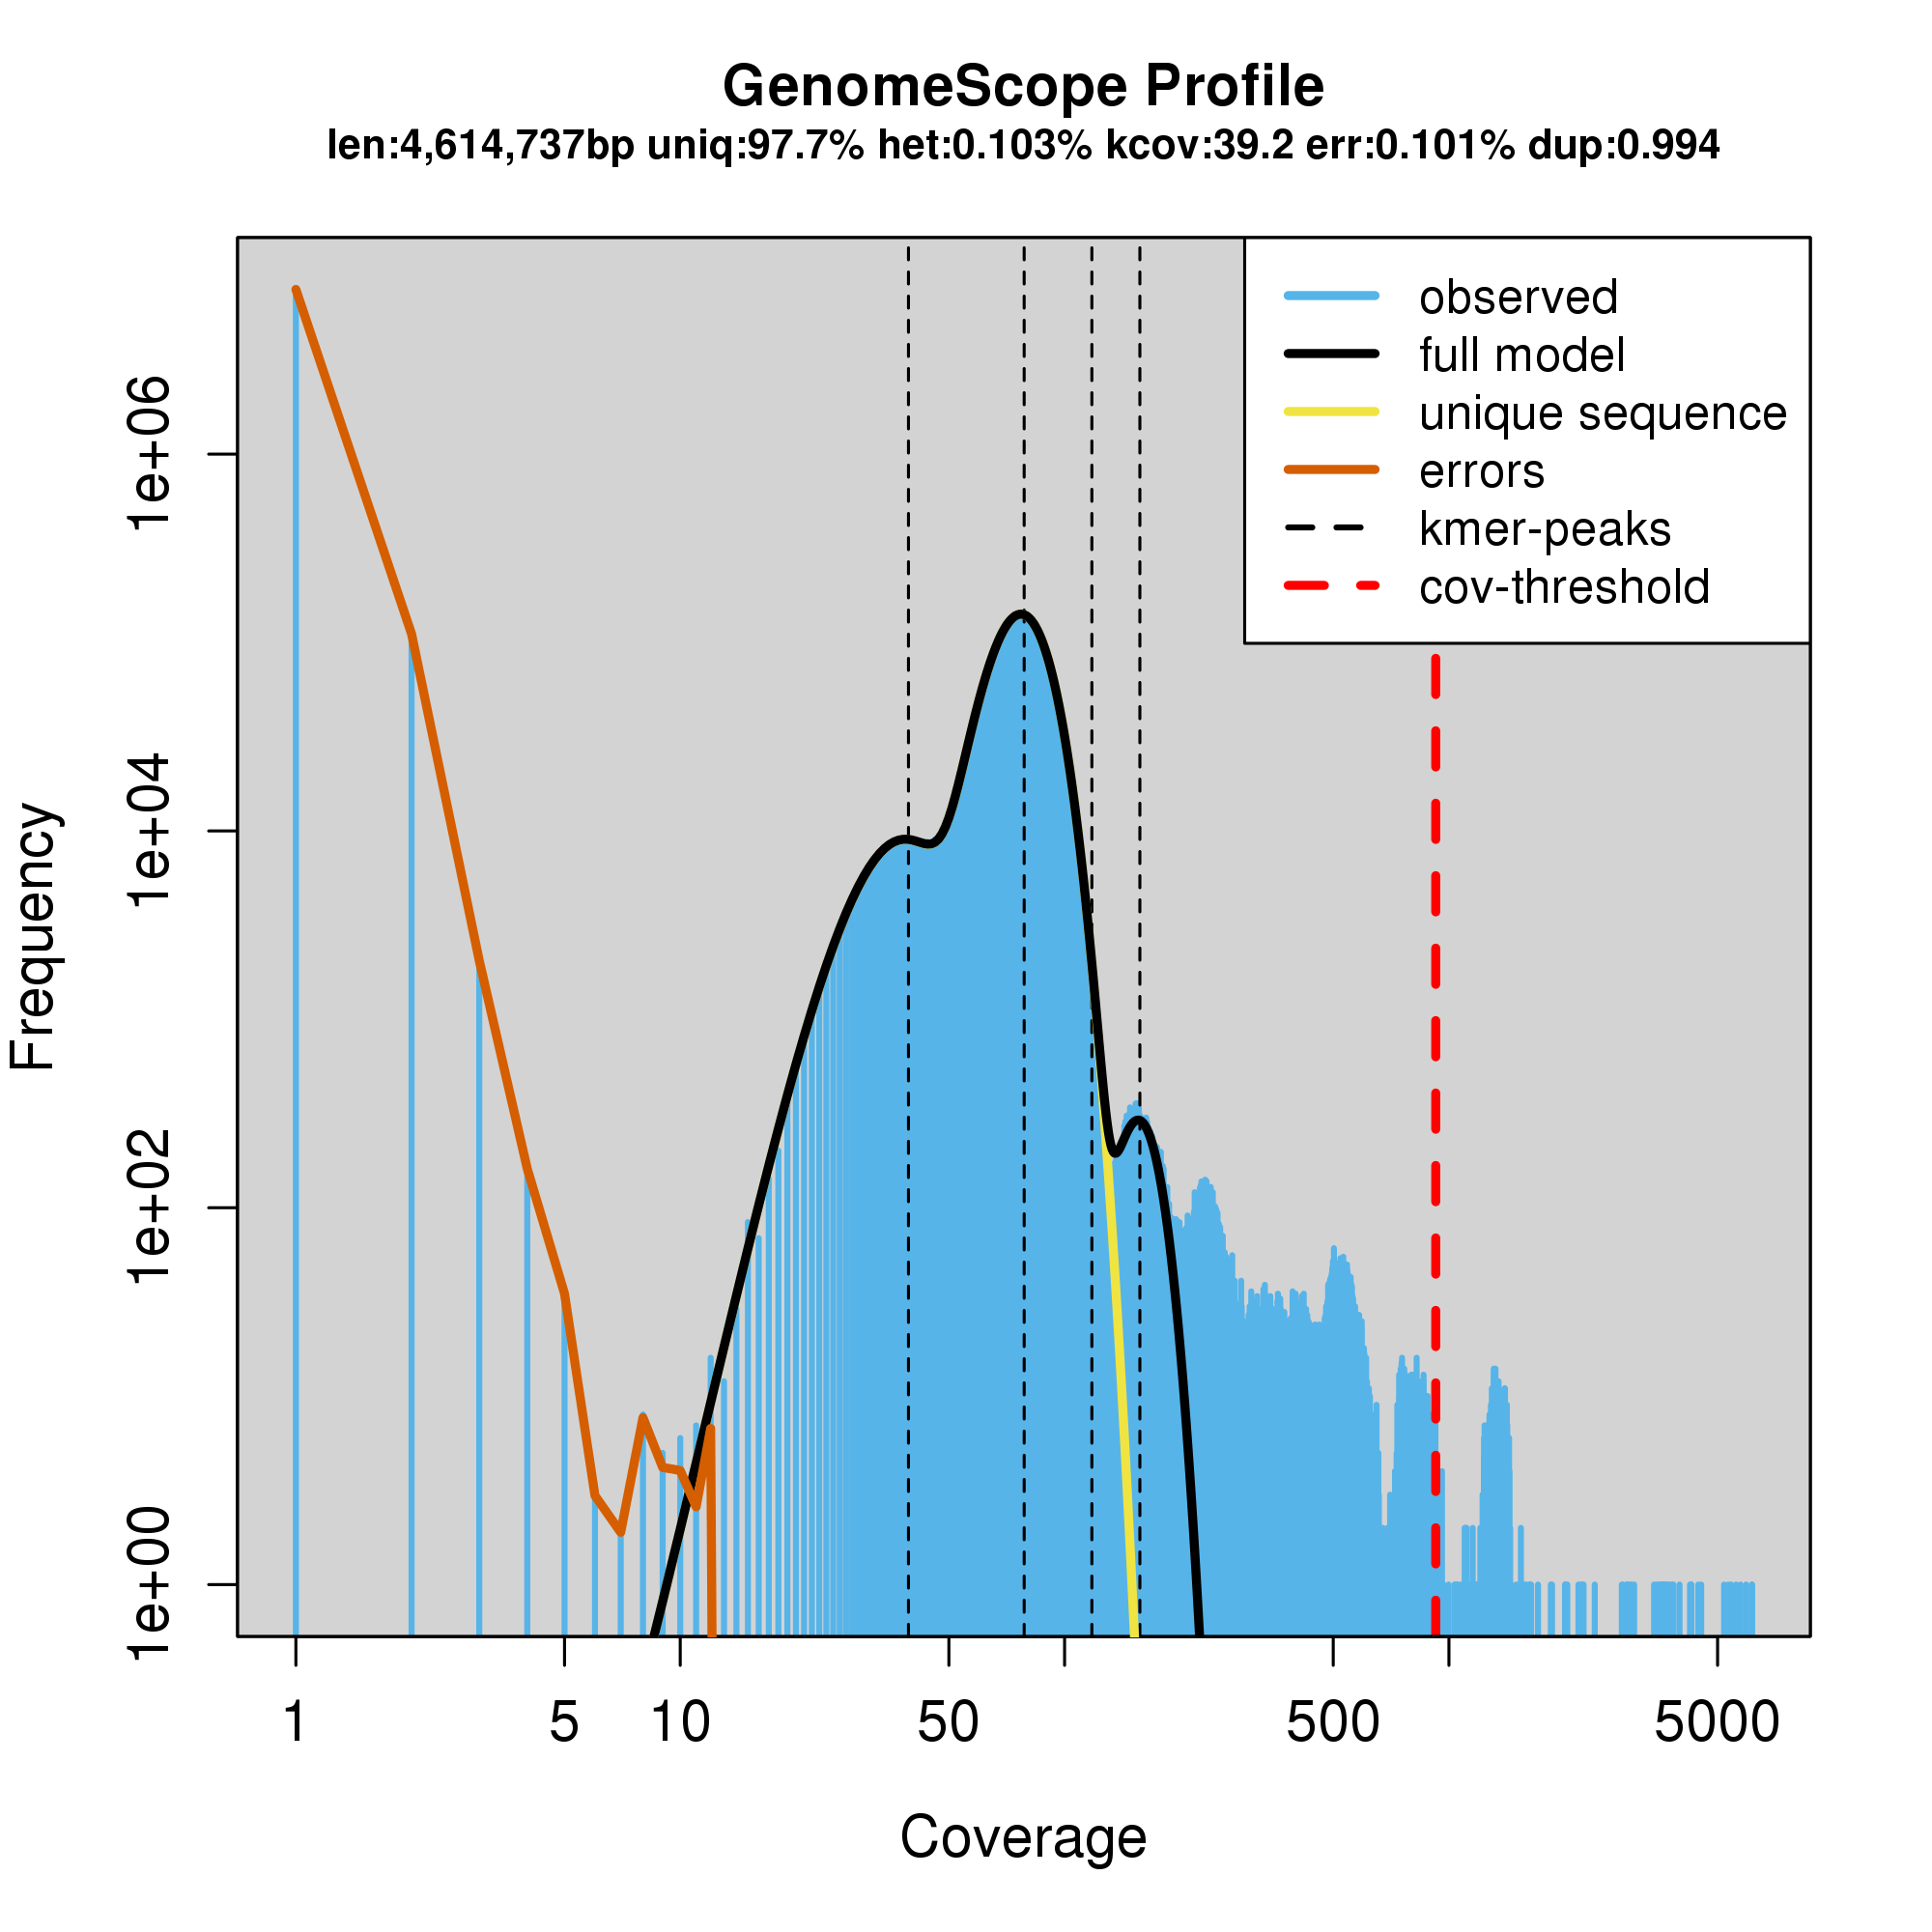 GenomeScope Profile
len:4,614,737bp uniq:97.7% het:0.103% kcov:39.2 err:0.101% dup:0.994
observed
full model
unique sequence
errors
kmer-peaks
cov-threshold
Frequency
1e+06
1e+04
1e+02
1e+00
1 5 10 50 500 5000
Coverage